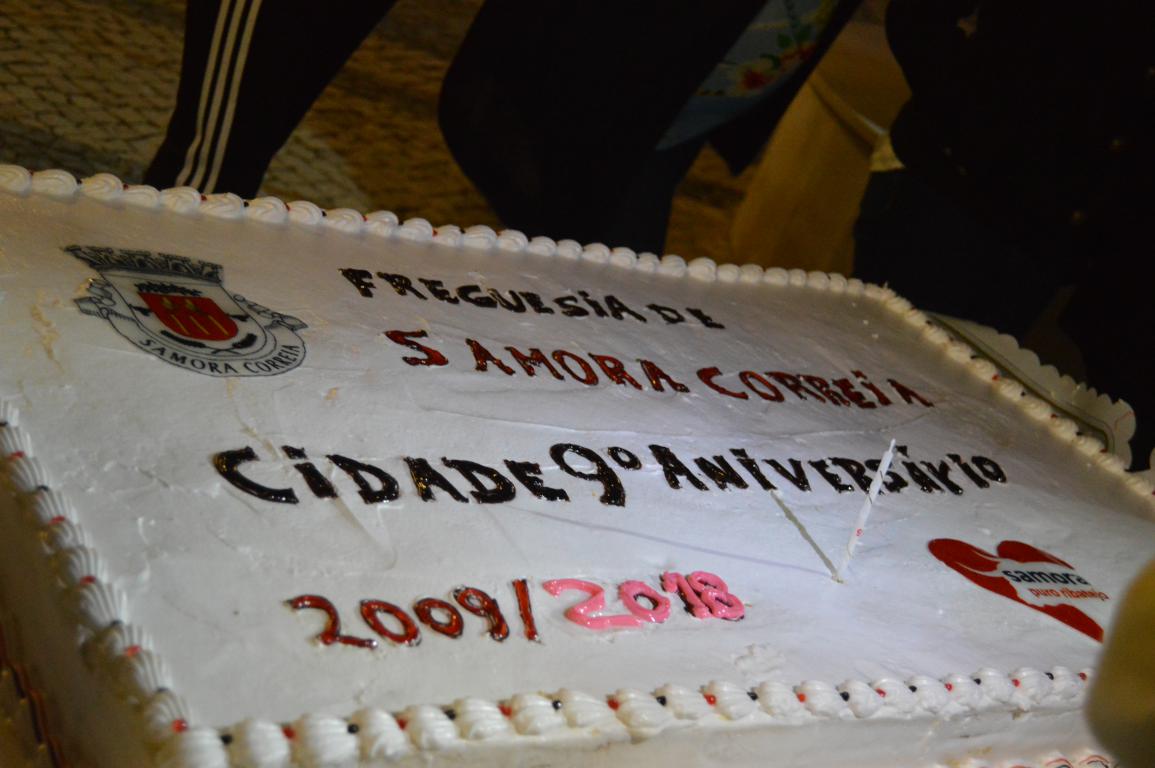 FREGUESiA DE
SAMORA CORREiA
CiDADE 9º ANiVERSáRiO
2009/2018
SAMORA CORREIA
samora
puro ribatejo